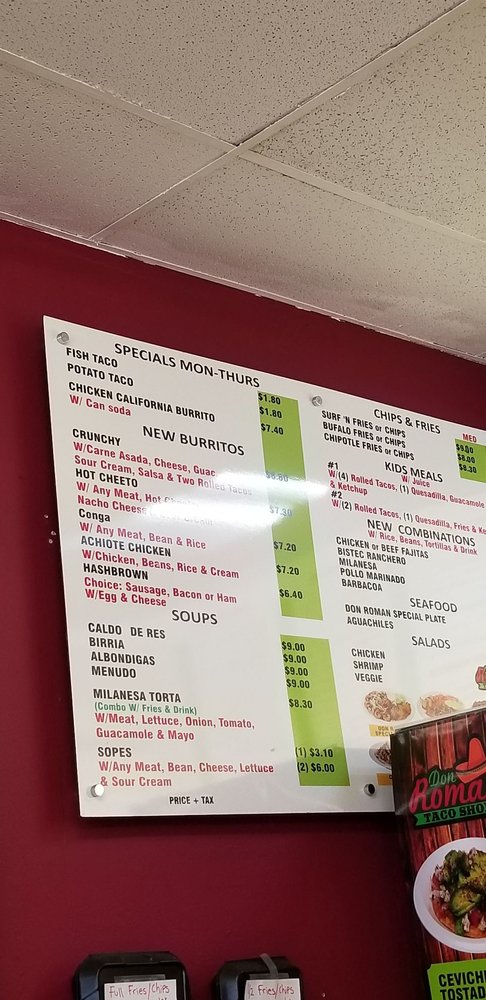 SPECIALS MON-THURS
FISH TACO $1.80
POTATO TACO $1.80
CHICKEN CALIFORNIA BURRITO $7.40
W/ Can soda
NEW BURRITOS
CRUNCHY
W/Carne Asada, Cheese, Guac
Sour Cream, Salsa & Two Rolled Tacos
HOT CHEETO $7.30
W/ Any Meat, Hot
Nacho Cheese
Conga
W/ Any Meat, Bean & Rice $7.20
ACHIOTE CHICKEN
W/Chicken, Beans, Rice & Cream $7.20
HASHBROWN
Choice: Sausage, Bacon or Ham $6.40
W/Egg & Cheese
SOUPS
CALDO DE RES $9.00
BIRRIA $9.00
ALBONDIGAS $9.00
MENUDO $9.00
MILANESA TORTA $8.30
(Combo W/ Fries & Drink)
W/Meat, Lettuce, Onion, Tomato,
Guacamole & Mayo
SOPES (1) $3.10
W/Any Meat, Bean, Cheese, Lettuce (2) $6.00
& Sour Cream
PRICE + TAX
CHIPS & FRIES
MED
SURF 'N FRIES or CHIPS
BUFALO FRIES or CHIPS
CHIPOTLE FRIES or CHIPS $8.30
KIDS MEALS
W/ Juice
#1
W/(4) Rolled Tacos, (1) Quesadilla, Guacamole
& Ketchup
#2
W/(2) Rolled Tacos, (1) Quesadilla, Fries & Ke
NEW COMBINATIONS
W/ Rice, Beans, Tortillas & Drink
CHICKEN or BEEF FAJITAS
BISTEC RANCHERO
MILANESA
POLLO MARINADO
BARBACOA
SEAFOOD
DON ROMAN SPECIAL PLATE
AGUACHILES
SALADS
CHICKEN
SHRIMP
VEGGIE
Don
Roma
TACO SHO
CEVICH
TOSTAD
Full Fries/Chips
2 Fries/Chips